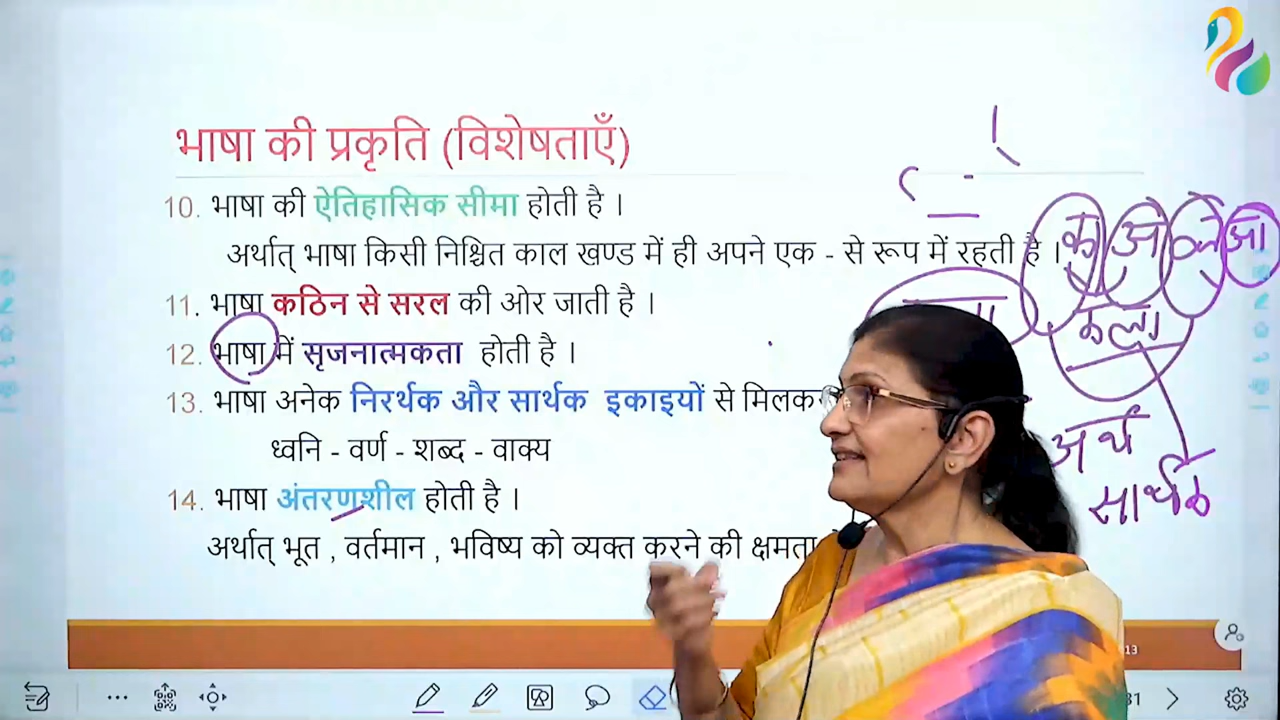 भाषा की प्रकृति (विशेषताएँ)
10. भाषा की ऐतिहासिक सीमा होती है ।
अर्थात् भाषा किसी निश्चित काल खण्ड में ही अपने एक - से रूप में रहती है ।
11. भाषा कठिन से सरल की ओर जाती है ।
12. भाषा में सृजनात्मकता होती है ।
13. भाषा अनेक निरर्थक और सार्थक इकाइयों से
ध्वनि - वर्ण - शब्द - वाक्य
14. भाषा अंतरणशील होती है ।
अर्थात् भूत , वर्तमान , भविष्य को व्यक्त करने की क्षमता
कला
अर्थ
सार्थक
13